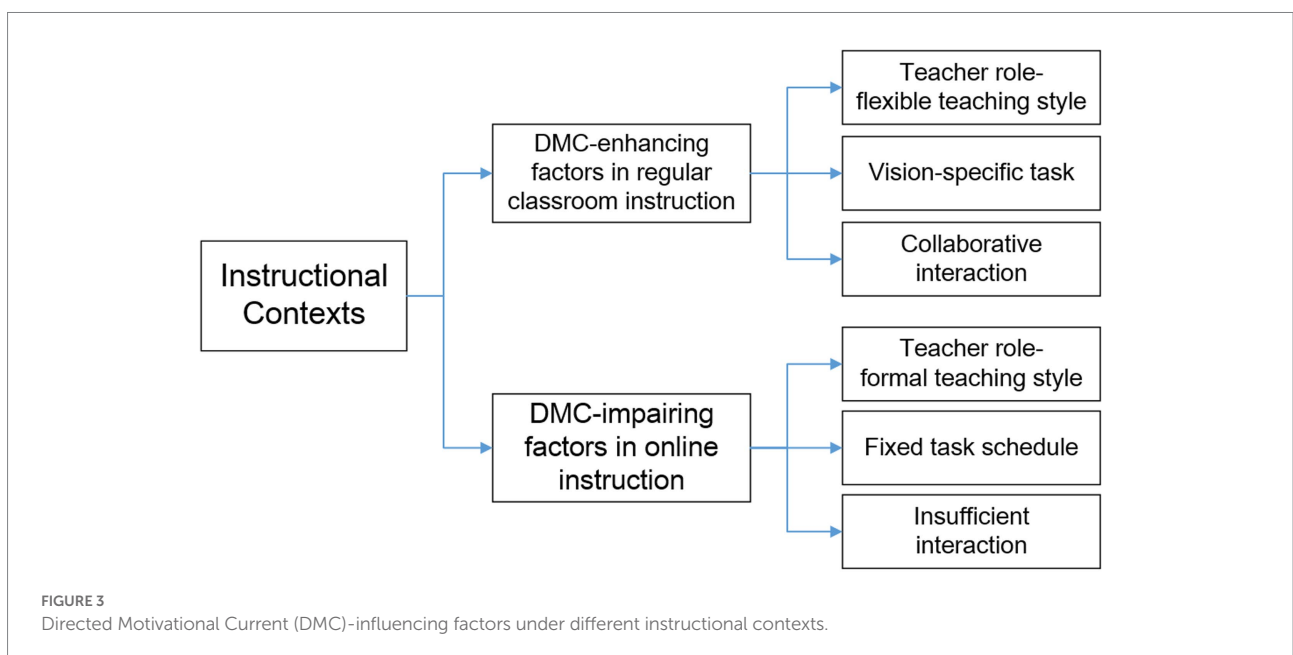 Instructional
Contexts
DMC-enhancing
factors in regular
classroom instruction
Teacher role-
flexible teaching style
Vision-specific task
Collaborative
interaction
DMC-impairing
factors in online
instruction
Teacher role-
formal teaching style
Fixed task schedule
Insufficient
interaction
FIGURE 3
Directed Motivational Current (DMC)-influencing factors under different instructional contexts.